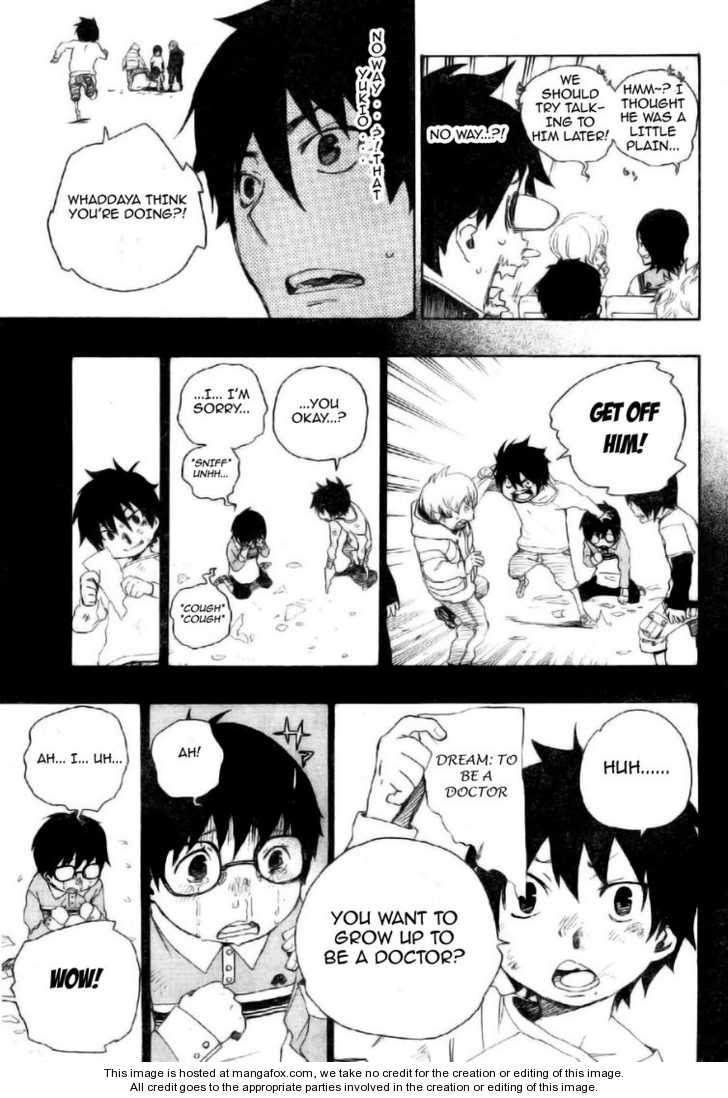 HMM~? I
THOUGHT
HE WAS A
LITTLE
PLAIN...
WE
SHOULD
TRY TALK-
ING TO
HIM LATER!
NO WAY...?!
NO WAY...?! THAT
YUKIO...
WHADDAYA THINK
YOU'RE DOING?!
GET OFF
HIM!
...YOU
OKAY...?
...I... I'M
SORRY...
*SNIFF*
UNHH...
*COUGH*
*COUGH*
HUH......
DREAM: TO
BE A
DOCTOR
YOU WANT TO
GROW UP TO
BE A DOCTOR?
AH!
AH... I... UH...
WOW!
This image is hosted at mangafox.com, we take no credit for the creation or editing of this image.
All credit goes to the appropriate parties involved in the creation or editing of this image.